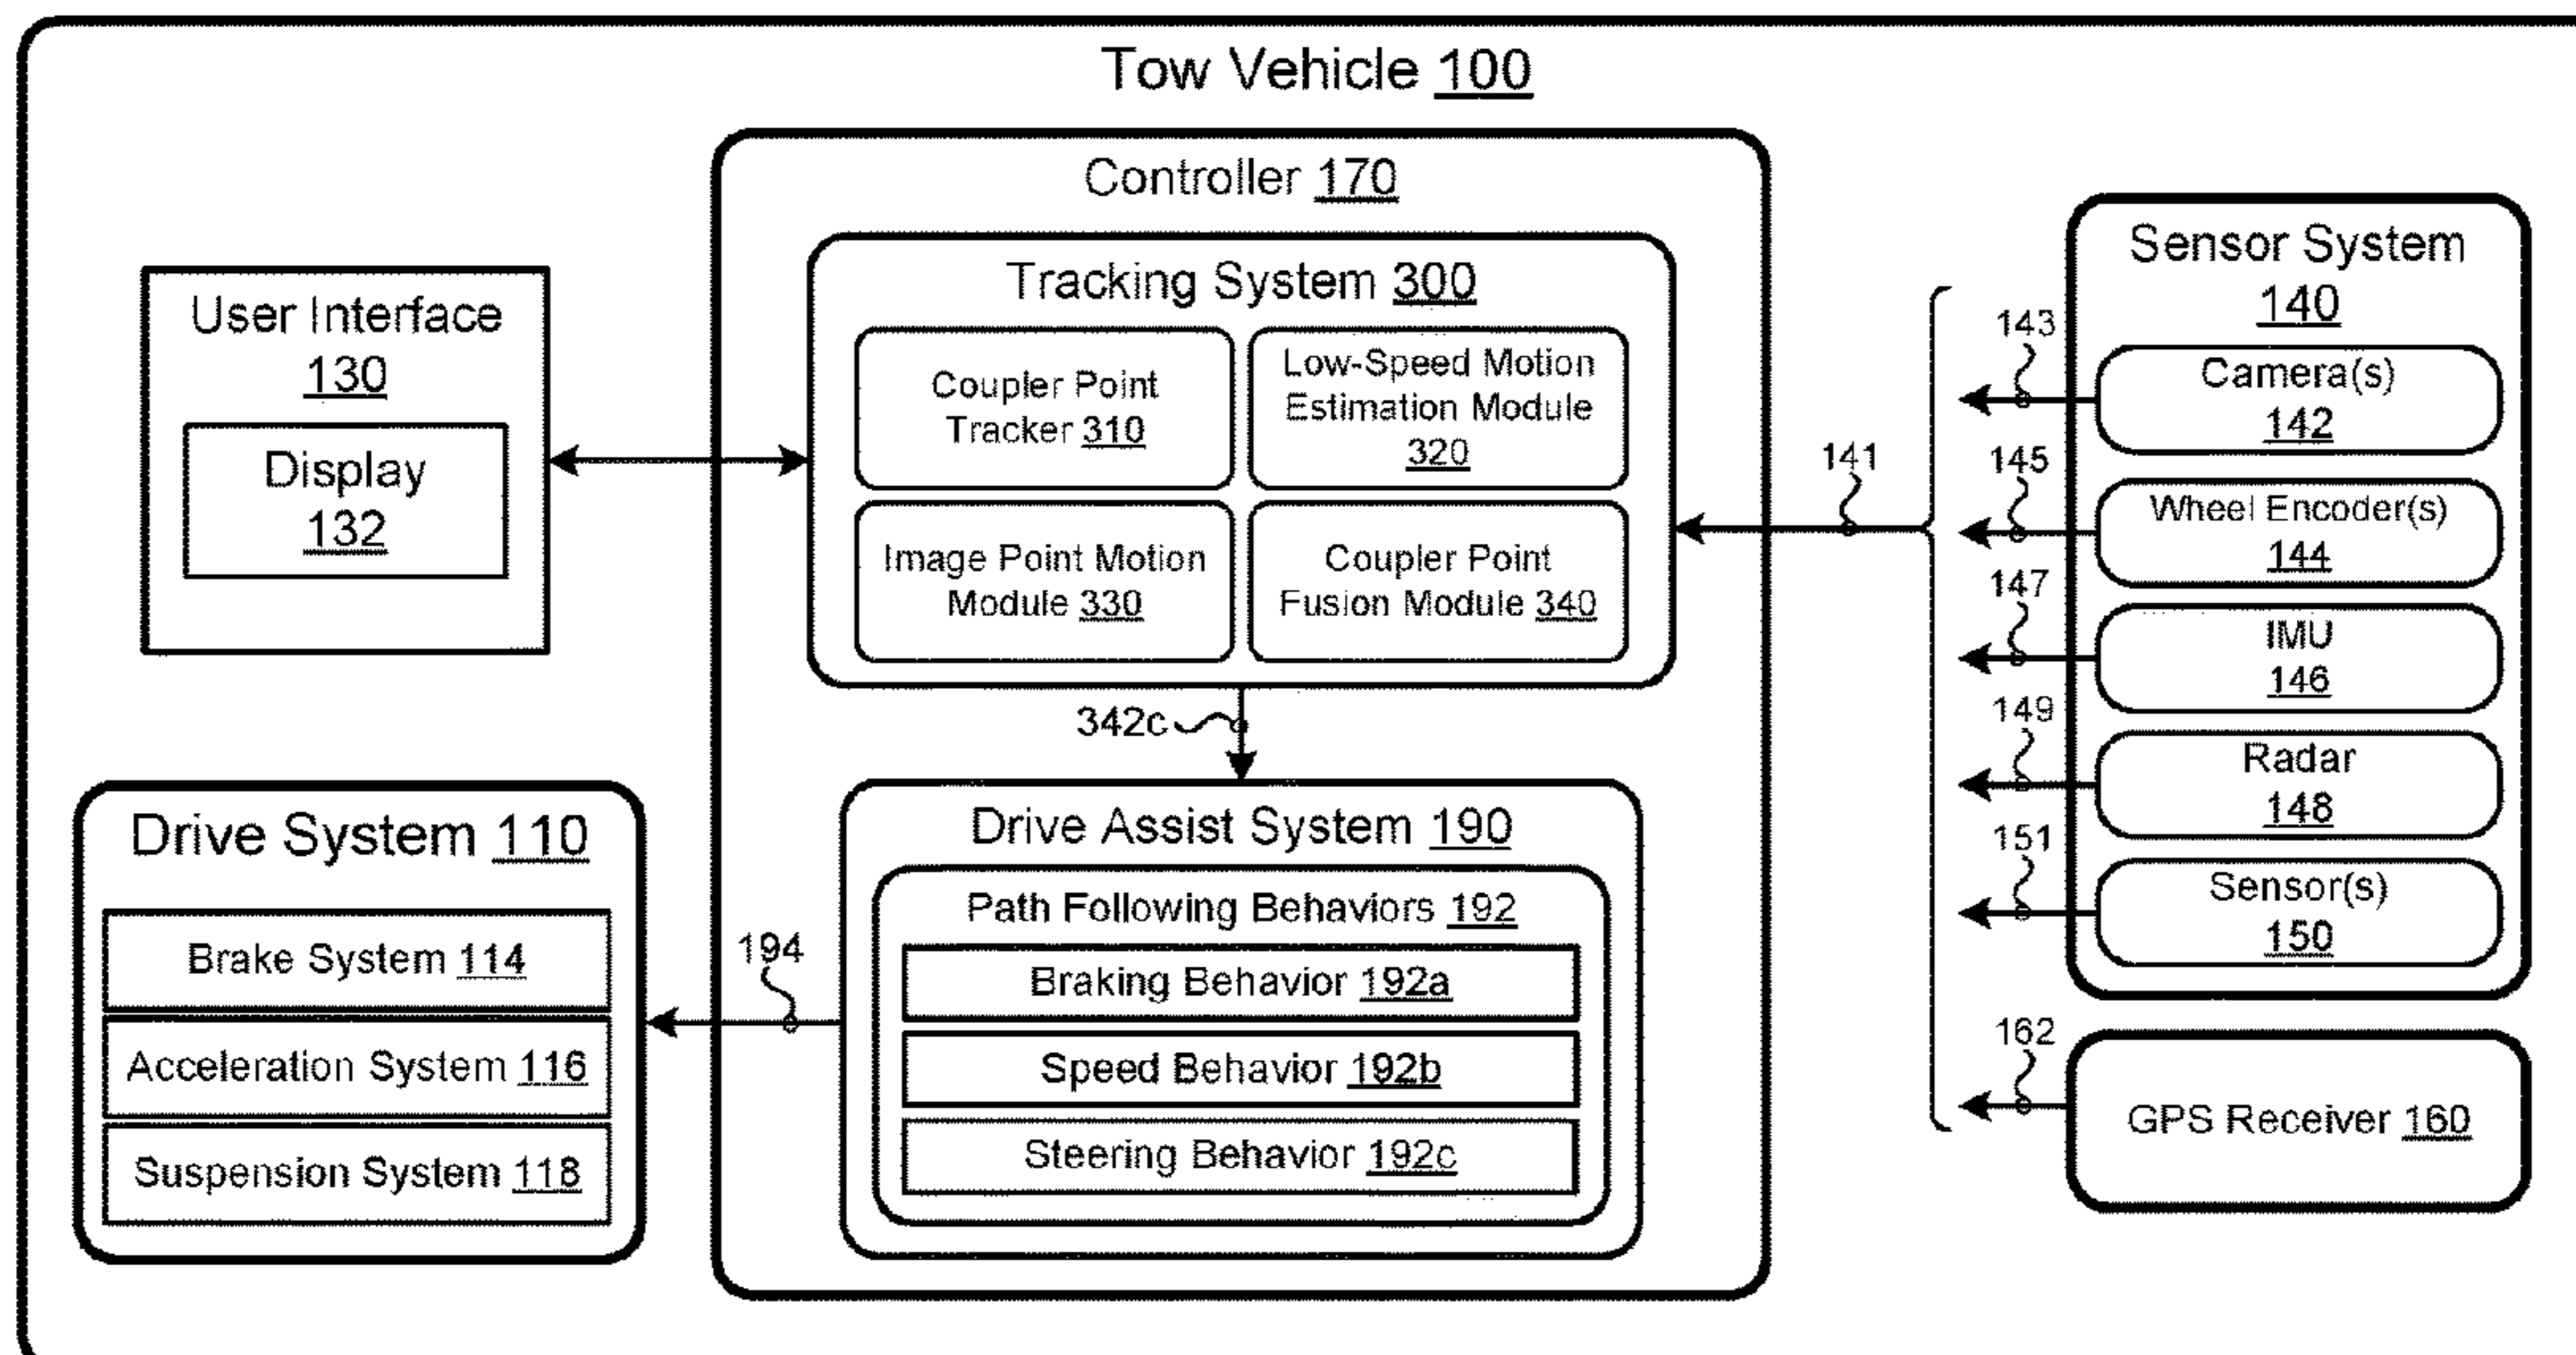 Tow Vehicle 100
User Interface
130
Display
132
Drive System 110
Brake System 114
Acceleration System 116
Suspension System 118
Controller 170
Tracking System 300
Coupler Point
Tracker 310
Low-Speed Motion
Estimation Module
320
Image Point Motion
Module 330
Coupler Point
Fusion Module 340
342c
Drive Assist System 190
Path Following Behaviors 192
Braking Behavior 192a
Speed Behavior 192b
Steering Behavior 192c
194
141
Sensor System
140
143
Camera(s)
142
145
Wheel Encoder(s)
144
147
IMU
146
149
Radar
148
151
Sensor(s)
150
162
GPS Receiver 160